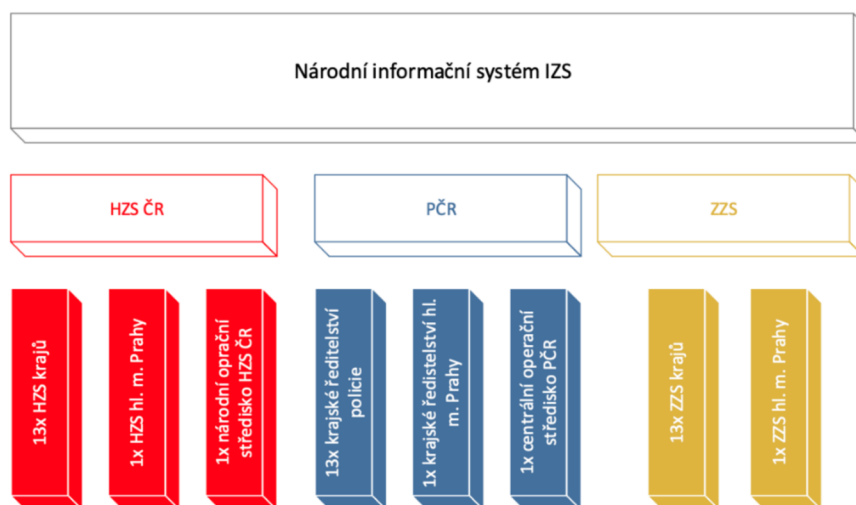 Národní informační systém IZS
HZS ČR
PČR
ZZS
13x HZS krajů
1x HZS hl. m. Prahy
1x národní oprační
středisko HZS ČR
13x krajské ředitelství
policie
1x krajské ředistelství hl.
m. Prahy
1x centrální operační
středisko PČR
13x ZZS krajů
1x ZZS hl. m. Prahy